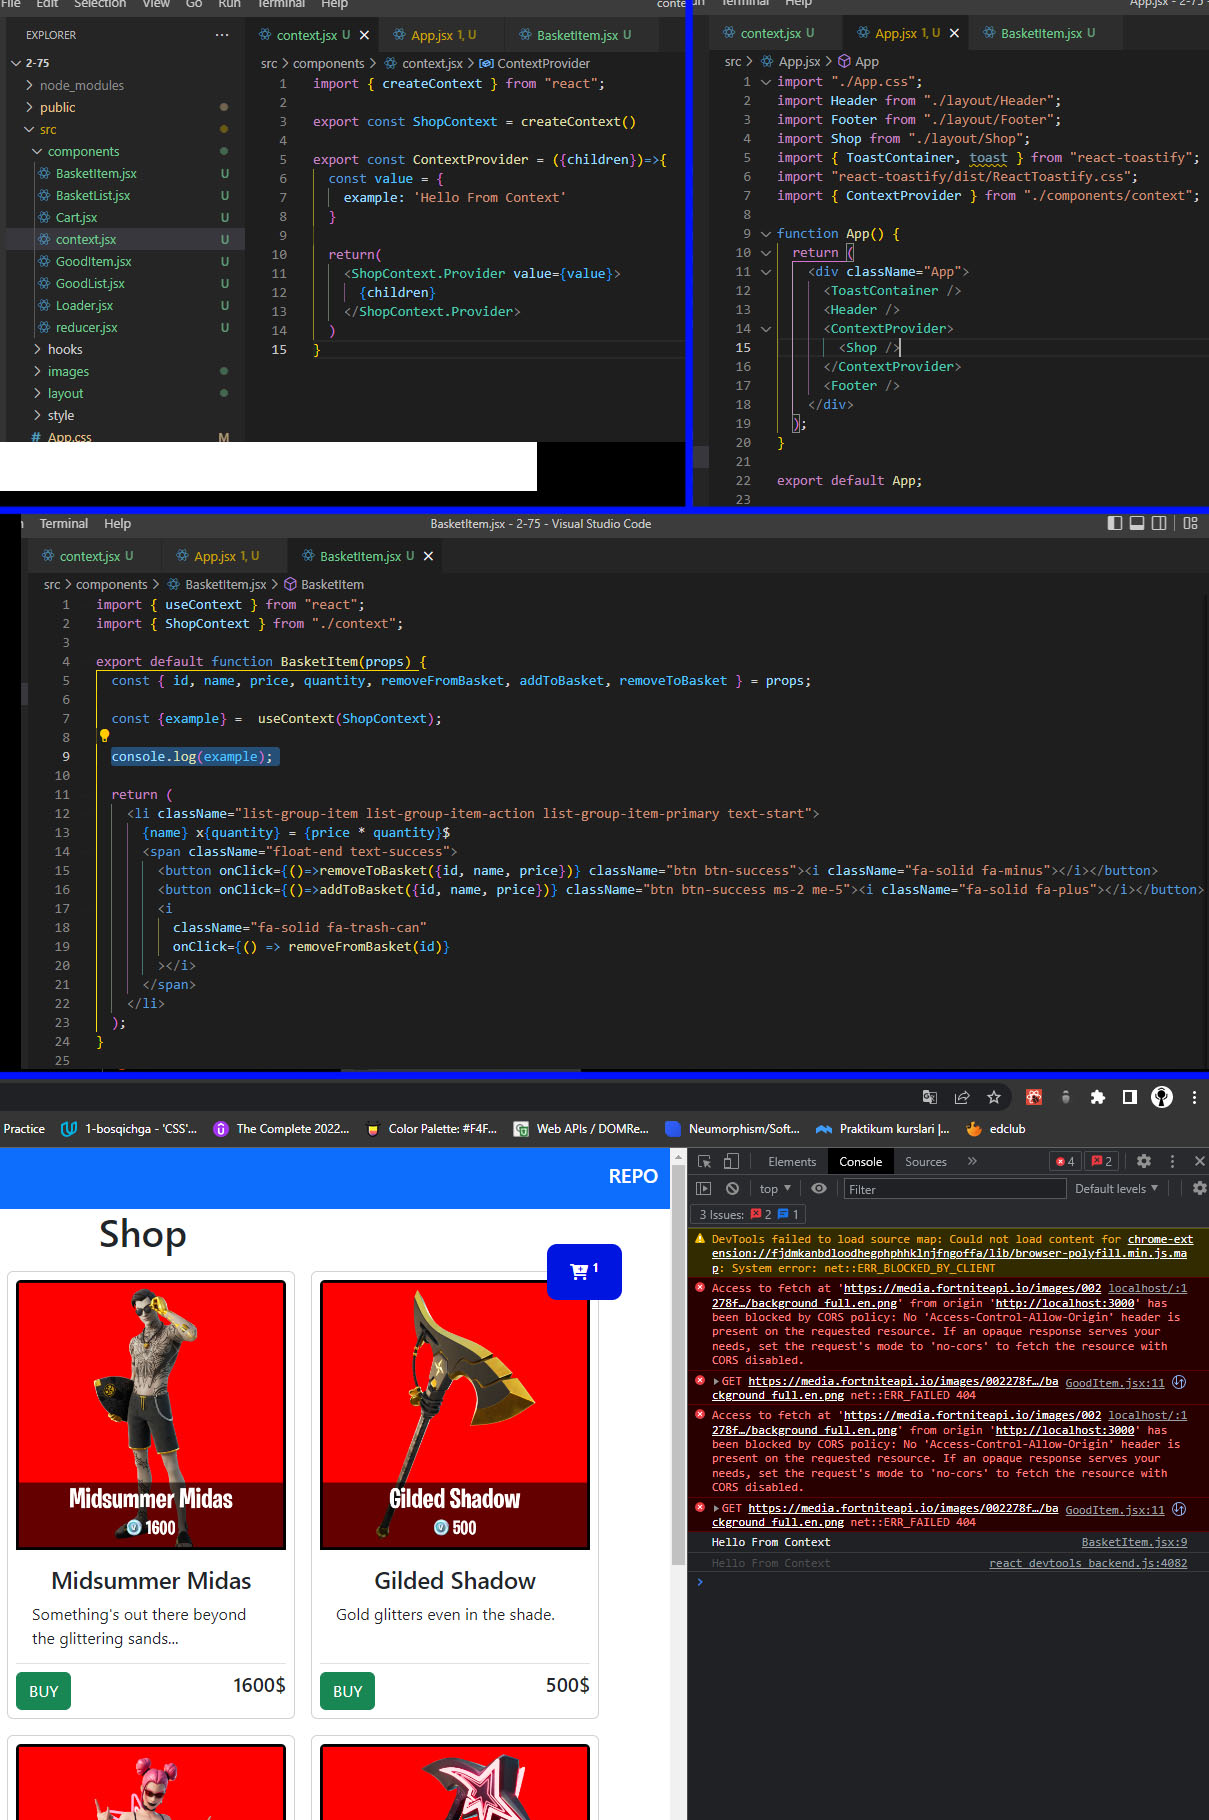 File Edit Selection View Go Run Terminal Help
EXPLORER ···
2-75
node_modules
public
src
components
BasketItem.jsx U
BasketList.jsx U
Cart.jsx U
context.jsx U
GoodItem.jsx U
GoodList.jsx U
Loader.jsx U
reducer.jsx U
hooks
images
layout
style
# App.css M
context.jsx U App.jsx 1, U BasketItem.jsx U
src > components > context.jsx > ContextProvider
1 import { createContext } from "react";
2
3 export const ShopContext = createContext()
4
5 export const ContextProvider = ({children})=>{
6 const value = {
7 example: 'Hello From Context'
8 }
9
10 return(
11 <ShopContext.Provider value={value}>
12 {children}
13 </ShopContext.Provider>
14 )
15 }
Terminal Help App.jsx - 2-75 -
context.jsx U App.jsx 1, U BasketItem.jsx U
src > App.jsx > App
1 import "./App.css";
2 import Header from "./layout/Header";
3 import Footer from "./layout/Footer";
4 import Shop from "./layout/Shop";
5 import { ToastContainer, toast } from "react-toastify";
6 import "react-toastify/dist/ReactToastify.css";
7 import { ContextProvider } from "./components/context";
8
9 function App() {
10 return (
11 <div className="App">
12 <ToastContainer />
13 <Header />
14 <ContextProvider>
15 <Shop />
16 </ContextProvider>
17 <Footer />
18 </div>
19 );
20 }
21
22 export default App;
23
Terminal Help BasketItem.jsx - 2-75 - Visual Studio Code
context.jsx U App.jsx 1, U BasketItem.jsx U
src > components > BasketItem.jsx > BasketItem
1 import { useContext } from "react";
2 import { ShopContext } from "./context";
3
4 export default function BasketItem(props) {
5 const { id, name, price, quantity, removeFromBasket, addToBasket, removeToBasket } = props;
6
7 const {example} =  useContext(ShopContext);
8
9 console.log(example);
10
11 return (
12 <li className="list-group-item list-group-item-action list-group-item-primary text-start">
13 {name} x{quantity} = {price * quantity}$
14 <span className="float-end text-success">
15 <button onClick={()=>removeToBasket({id, name, price})} className="btn btn-success"><i className="fa-solid fa-minus"></i></button>
16 <button onClick={()=>addToBasket({id, name, price})} className="btn btn-success ms-2 me-5"><i className="fa-solid fa-plus"></i></button>
17 <i
18 className="fa-solid fa-trash-can"
19 onClick={() => removeFromBasket(id)}
20 ></i>
21 </span>
22 </li>
23 );
24 }
25
Practice 1-bosqichga - 'CSS'... The Complete 2022... Color Palette: #F4F... Web APIs / DOMRe... Neumorphism/Soft... Praktikum kurslari |... edclub
REPO
Shop
1
Midsummer Midas
1600
Midsummer Midas
Something's out there beyond
the glittering sands...
BUY 1600$
Gilded Shadow
500
Gilded Shadow
Gold glitters even in the shade.
BUY 500$
Elements Console Sources » 4 2
top Filter Default levels
3 Issues: 2 1
DevTools failed to load source map: Could not load content for chrome-ext
ension://fjdmkanbdloodhegphphhklnjfngoffa/lib/browser-polyfill.min.js.ma
p: System error: net::ERR_BLOCKED_BY_CLIENT
Access to fetch at 'https://media.fortniteapi.io/images/002 localhost/:1
278f…/background_full.en.png' from origin 'http://localhost:3000' has
been blocked by CORS policy: No 'Access-Control-Allow-Origin' header is
present on the requested resource. If an opaque response serves your
needs, set the request's mode to 'no-cors' to fetch the resource with
CORS disabled.
GET https://media.fortniteapi.io/images/002278f…/ba GoodItem.jsx:11
ckground_full.en.png net::ERR_FAILED 404
Access to fetch at 'https://media.fortniteapi.io/images/002 localhost/:1
278f…/background_full.en.png' from origin 'http://localhost:3000' has
been blocked by CORS policy: No 'Access-Control-Allow-Origin' header is
present on the requested resource. If an opaque response serves your
needs, set the request's mode to 'no-cors' to fetch the resource with
CORS disabled.
GET https://media.fortniteapi.io/images/002278f…/ba GoodItem.jsx:11
ckground_full.en.png net::ERR_FAILED 404
Hello From Context BasketItem.jsx:9
Hello From Context react_devtools_backend.js:4082